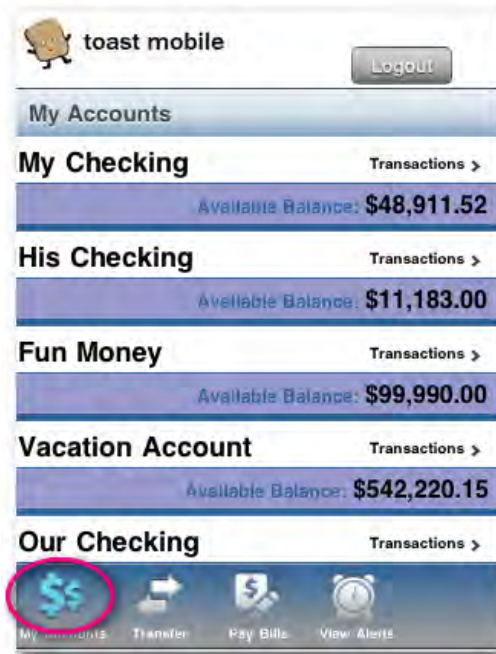 toast mobile
Logout
My Accounts
My Checking
Transactions >
Available Balance: $48,911.52
His Checking
Transactions >
Available Balance: $11,183.00
Fun Money
Transactions >
Available Balance: $99,990.00
Vacation Account
Transactions >
Available Balance: $542,220.15
Our Checking
Transactions >
My Accounts Transfer Pay Bills View Alerts